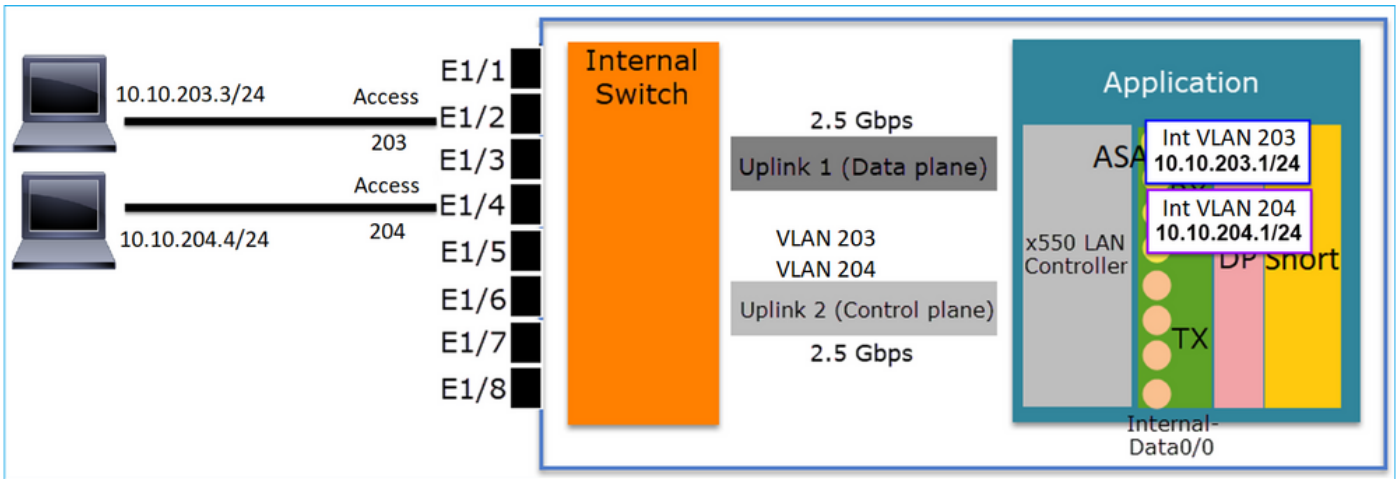 10.10.203.3/24
Access
203
Access
204
10.10.204.4/24
E1/1
E1/2
E1/3
E1/4
E1/5
E1/6
E1/7
E1/8
Internal
Switch
2.5 Gbps
Uplink 1 (Data plane)
VLAN 203
VLAN 204
Uplink 2 (Control plane)
2.5 Gbps
Application
ASA
Int VLAN 203
10.10.203.1/24
Int VLAN 204
10.10.204.1/24
x550 LAN
Controller
DP
Snort
TX
Internal-
Data0/0